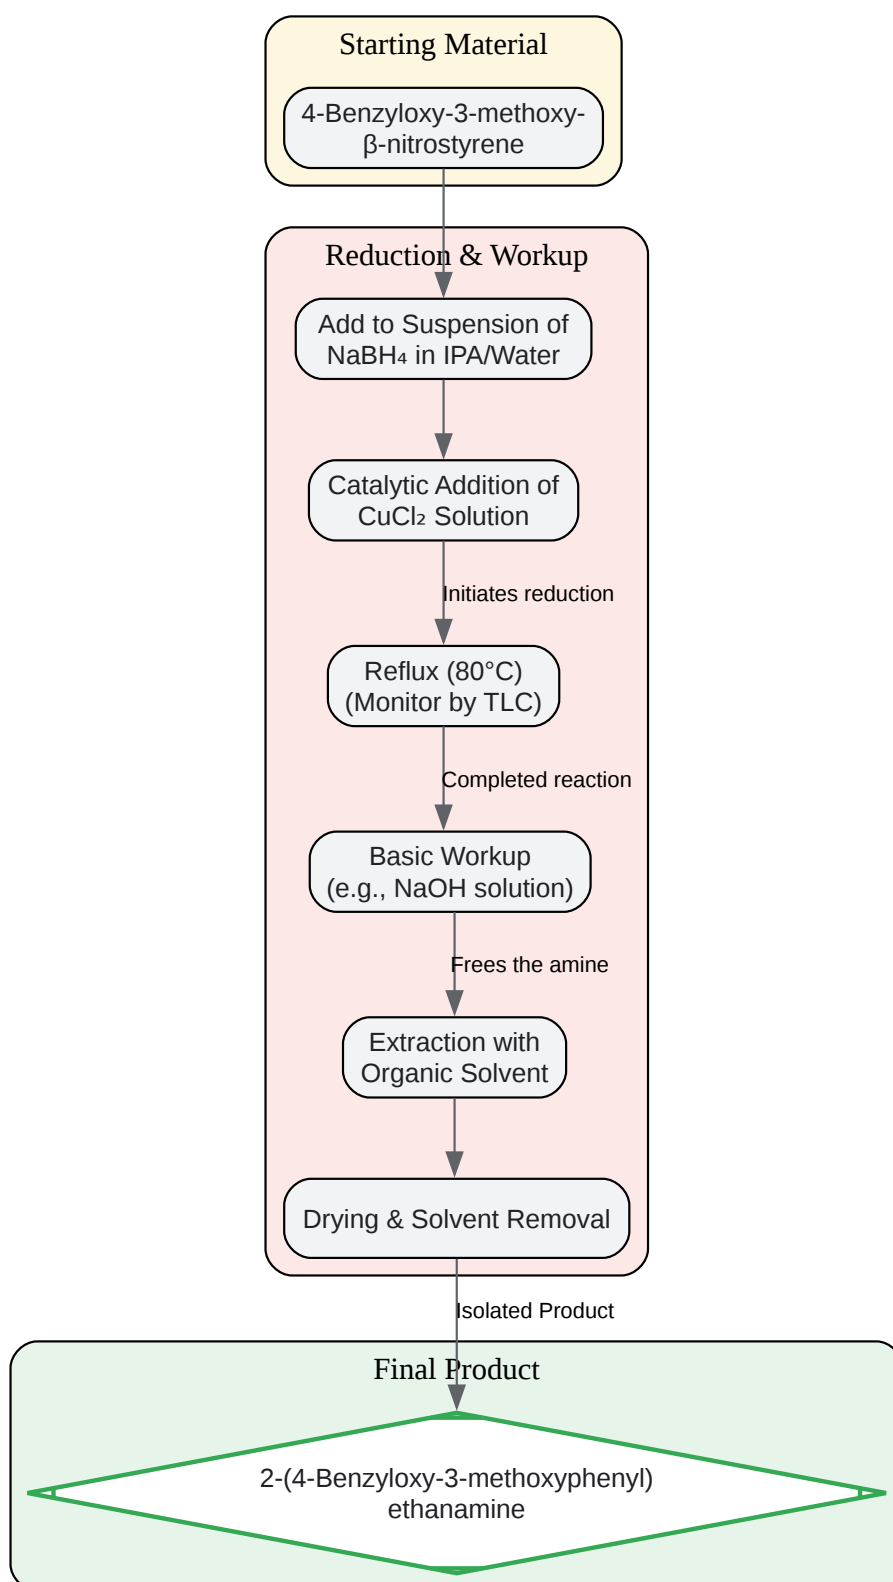 Starting Material
4-Benzyloxy-3-methoxy-
β-nitrostyrene
Reduction & Workup
Add to Suspension of
NaBH₄ in IPA/Water
Catalytic Addition of
CuCl₂ Solution
Initiates reduction
Reflux (80°C)
(Monitor by TLC)
Completed reaction
Basic Workup
(e.g., NaOH solution)
Frees the amine
Extraction with
Organic Solvent
Drying & Solvent Removal
Isolated Product
Final Product
2-(4-Benzyloxy-3-methoxyphenyl)
ethanamine